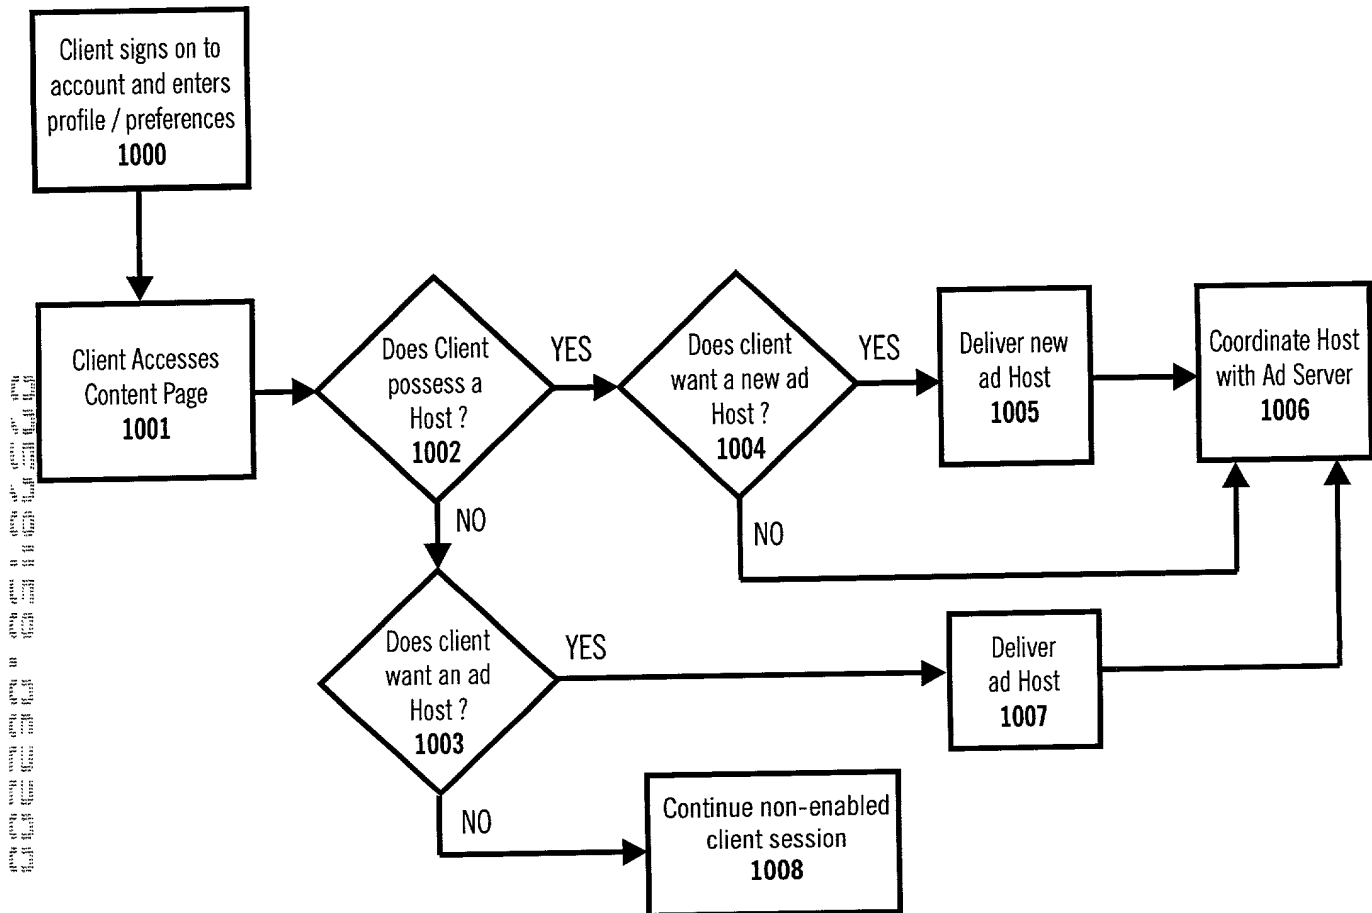 Client signs on to
account and enters
profile / preferences
1000
Client Accesses
Content Page
1001
Does Client
possess a
Host ?
1002
YES
NO
Does client
want a new ad
Host ?
1004
YES
NO
Deliver new
ad Host
1005
Coordinate Host
with Ad Server
1006
Does client
want an ad
Host ?
1003
YES
NO
Deliver
ad Host
1007
Continue non-enabled
client session
1008